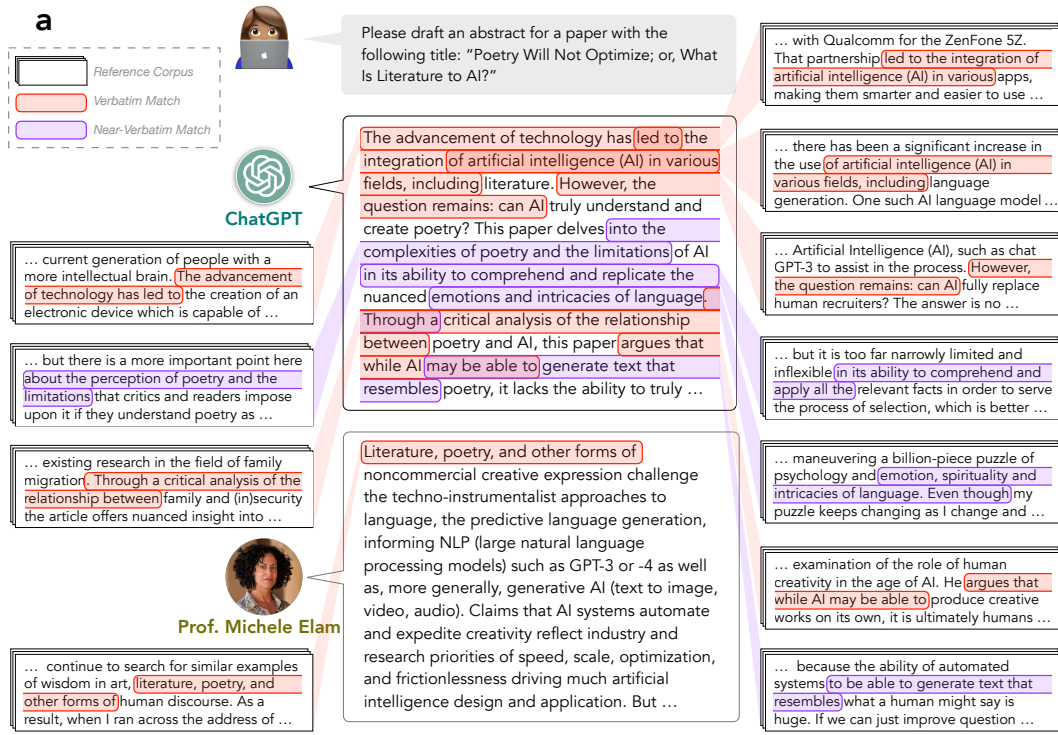 a
Reference Corpus
Verbatim Match
Near-Verbatim Match
Please draft an abstract for a paper with the
following title: “Poetry Will Not Optimize; or, What
Is Literature to AI?”
ChatGPT
The advancement of technology has led to the
integration of artificial intelligence (AI) in various
fields, including literature. However, the
question remains: can AI truly understand and
create poetry? This paper delves into the
complexities of poetry and the limitations of AI
in its ability to comprehend and replicate the
nuanced emotions and intricacies of language.
Through a critical analysis of the relationship
between poetry and AI, this paper argues that
while AI may be able to generate text that
resembles poetry, it lacks the ability to truly ...
... current generation of people with a
more intellectual brain. The advancement
of technology has led to the creation of an
electronic device which is capable of ...
... but there is a more important point here
about the perception of poetry and the
limitations that critics and readers impose
upon it if they understand poetry as ...
... existing research in the field of family
migration. Through a critical analysis of the
relationship between family and (in)security
the article offers nuanced insight into ...
Prof. Michele Elam
Literature, poetry, and other forms of
noncommercial creative expression challenge
the techno-instrumentalist approaches to
language, the predictive language generation,
informing NLP (large natural language
processing models) such as GPT-3 or -4 as well
as, more generally, generative AI (text to image,
video, audio). Claims that AI systems automate
and expedite creativity reflect industry and
research priorities of speed, scale, optimization,
and frictionlessness driving much artificial
intelligence design and application. But ...
... continue to search for similar examples
of wisdom in art, literature, poetry, and
other forms of human discourse. As a
result, when I ran across the address of ...
... with Qualcomm for the ZenFone 5Z.
That partnership led to the integration of
artificial intelligence (AI) in various apps,
making them smarter and easier to use ...
... there has been a significant increase in
the use of artificial intelligence (AI) in
various fields, including language
generation. One such AI language model ...
... Artificial Intelligence (AI), such as chat
GPT-3 to assist in the process. However,
the question remains: can AI fully replace
human recruiters? The answer is no ...
... but it is too far narrowly limited and
inflexible in its ability to comprehend and
apply all the relevant facts in order to serve
the process of selection, which is better ...
... maneuvering a billion-piece puzzle of
psychology and emotion, spirituality and
intricacies of language. Even though my
puzzle keeps changing as I change and ...
... examination of the role of human
creativity in the age of AI. He argues that
while AI may be able to produce creative
works on its own, it is ultimately humans ...
... because the ability of automated
systems to be able to generate text that
resembles what a human might say is
huge. If we can just improve question ...